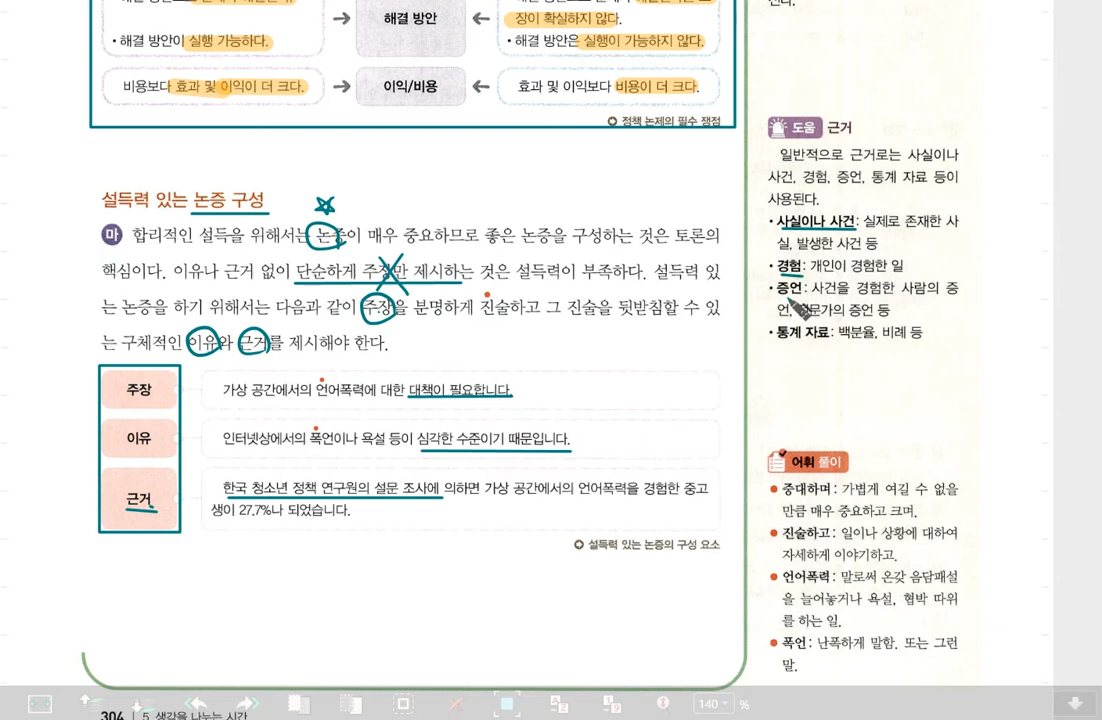 장이 확실하지 않다.
• 해결 방안이 실행 가능하다.
해결 방안
• 해결 방안은 실행이 가능하지 않다.
비용보다 효과 및 이익이 더 크다.
이익/비용
효과 및 이익보다 비용이 더 크다.
정책 논제의 필수 쟁점
설득력 있는 논증 구성
마 합리적인 설득을 위해서는 논증이 매우 중요하므로 좋은 논증을 구성하는 것은 토론의
핵심이다. 이유나 근거 없이 단순하게 주장만 제시하는 것은 설득력이 부족하다. 설득력 있
는 논증을 하기 위해서는 다음과 같이 주장을 분명하게 진술하고 그 진술을 뒷받침할 수 있
는 구체적인 이유와 근거를 제시해야 한다.
주장
가상 공간에서의 언어폭력에 대한 대책이 필요합니다.
이유
인터넷상에서의 폭언이나 욕설 등이 심각한 수준이기 때문입니다.
근거
한국 청소년 정책 연구원의 설문 조사에 의하면 가상 공간에서의 언어폭력을 경험한 중고
생이 27.7%나 되었습니다.
설득력 있는 논증의 구성 요소
도움 근거
일반적으로 근거로는 사실이나
사건, 경험, 증언, 통계 자료 등이
사용된다.
• 사실이나 사건: 실제로 존재한 사
실, 발생한 사건 등
• 경험: 개인이 경험한 일
• 증언: 사건을 경험한 사람의 증
언, 전문가의 증언 등
• 통계 자료: 백분율, 비례 등
어휘 풀이
중대하며: 가볍게 여길 수 없을
만큼 매우 중요하고 크며.
진술하고: 일이나 상황에 대하여
자세하게 이야기하고.
언어폭력: 말로써 온갖 음담패설
을 늘어놓거나 욕설, 협박 따위
를 하는 일.
폭언: 난폭하게 말함. 또는 그런
말.
304 5. 생각을 나누는 시간
140 %